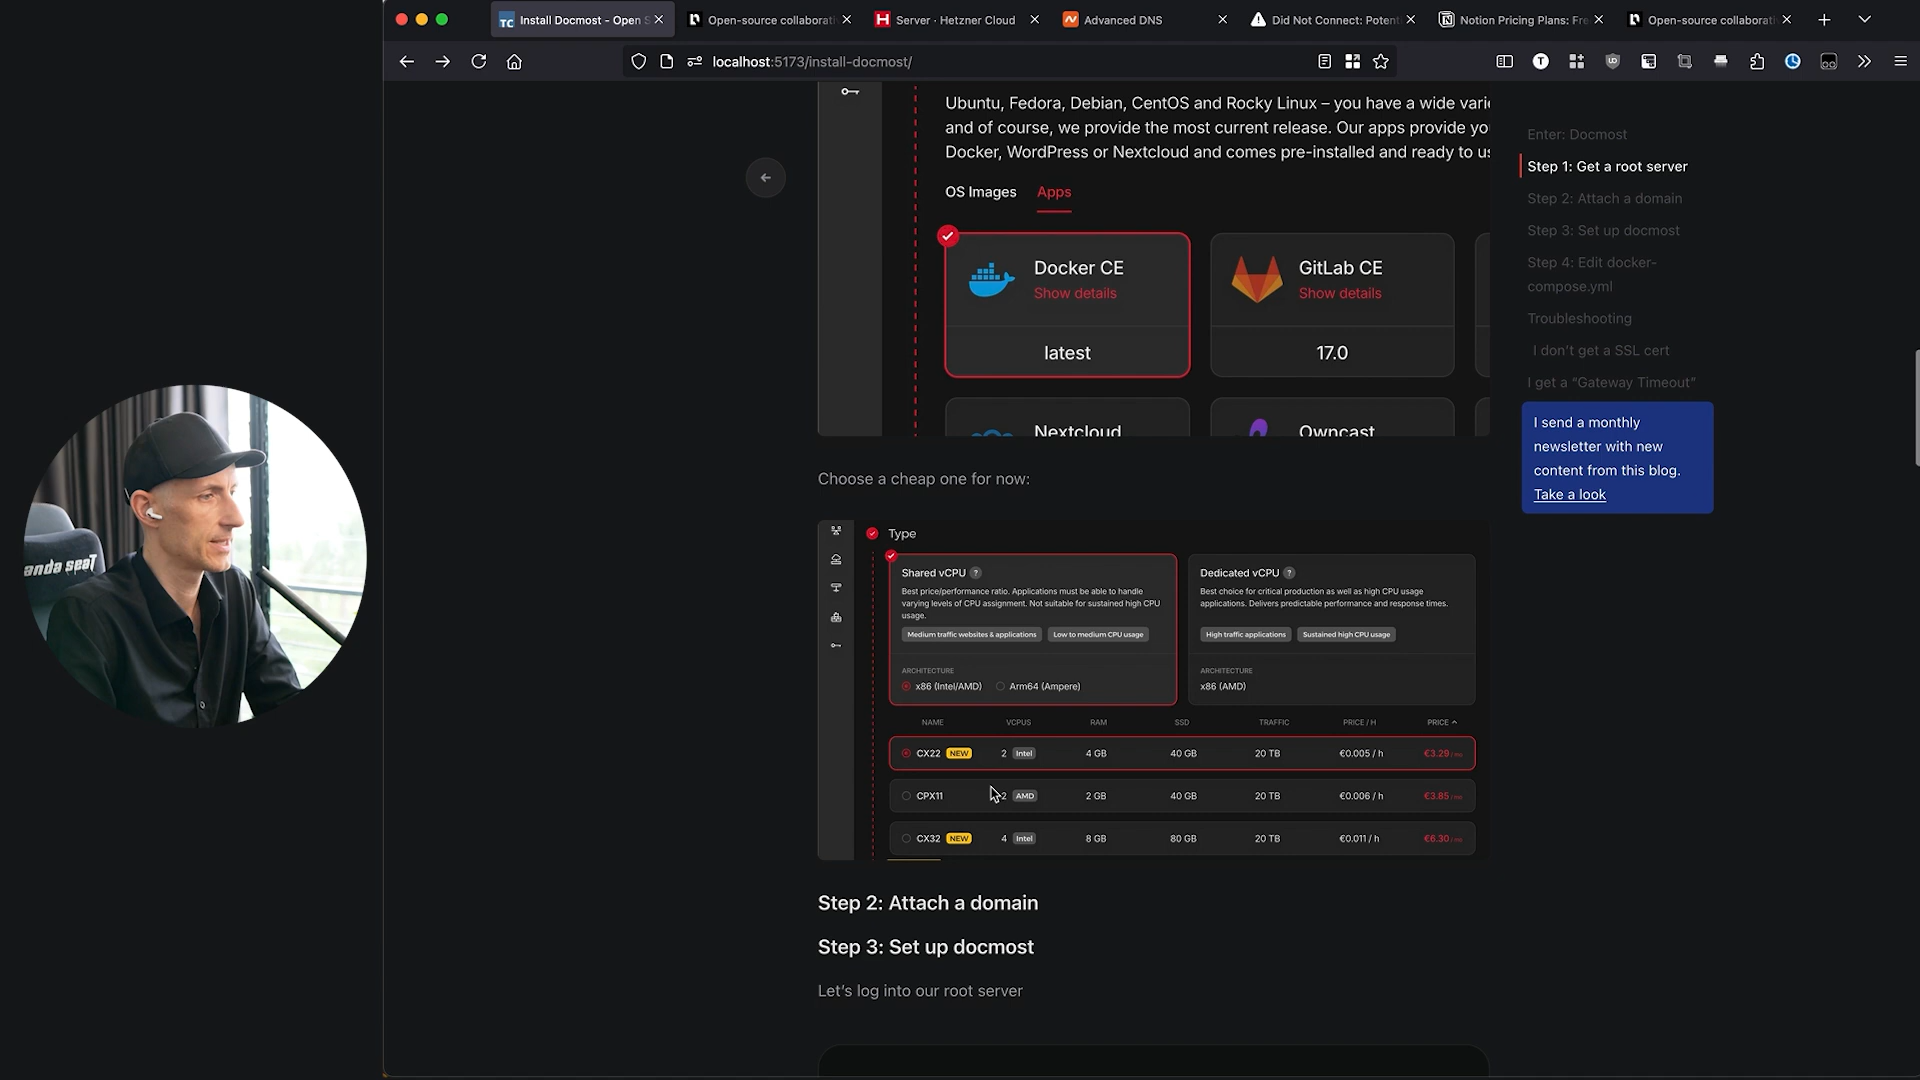 Install Docmost - Open S
Open-source collaborati
Server · Hetzner Cloud
Advanced DNS
Did Not Connect: Potent
Notion Pricing Plans: Fre
Open-source collaborati
localhost:5173/install-docmost/
Ubuntu, Fedora, Debian, CentOS and Rocky Linux – you have a wide vari
and of course, we provide the most current release. Our apps provide yo
Docker, WordPress or Nextcloud and comes pre-installed and ready to us
OS Images
Apps
Docker CE
Show details
latest
GitLab CE
Show details
17.0
Nextcloud
Owncast
Choose a cheap one for now:
Type
Shared vCPU ?
Best price/performance ratio. Applications must be able to handle
varying levels of CPU assignment. Not suitable for sustained high CPU
usage.
Medium traffic websites & applications
Low to medium CPU usage
ARCHITECTURE
x86 (Intel/AMD)
Arm64 (Ampere)
Dedicated vCPU ?
Best choice for critical production as well as high CPU usage
applications. Delivers predictable performance and response times.
High traffic applications
Sustained high CPU usage
ARCHITECTURE
x86 (AMD)
NAME VCPUS RAM SSD TRAFFIC PRICE / H PRICE
CX22 NEW 2 Intel 4 GB 40 GB 20 TB €0.005 / h €3.29 / mo
CPX11 2 AMD 2 GB 40 GB 20 TB €0.006 / h €3.85 / mo
CX32 NEW 4 Intel 8 GB 80 GB 20 TB €0.011 / h €6.30 / mo
Step 2: Attach a domain
Step 3: Set up docmost
Let's log into our root server
Enter: Docmost
Step 1: Get a root server
Step 2: Attach a domain
Step 3: Set up docmost
Step 4: Edit docker-
compose.yml
Troubleshooting
I don't get a SSL cert
I get a “Gateway Timeout”
I send a monthly
newsletter with new
content from this blog.
Take a look
anda seaT